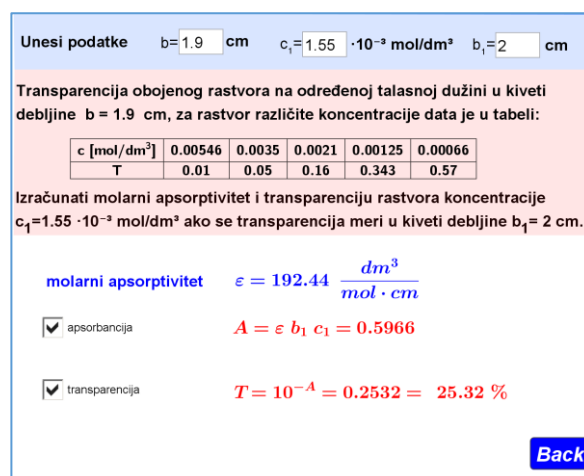 Unesi podatke b= 1.9 cm c₁= 1.55 ·10⁻³ mol/dm³ b₁= 2 cm
Transparencija obojenog rastvora na određenoj talasnoj dužini u kiveti
debljine b = 1.9 cm, za rastvor različite koncentracije data je u tabeli:
c [mol/dm³] 0.00546 0.0035 0.0021 0.00125 0.00066
T 0.01 0.05 0.16 0.343 0.57
Izračunati molarni apsorptivitet i transparenciju rastvora koncentracije
c₁=1.55 ·10⁻³ mol/dm³ ako se transparencija meri u kiveti debljine b₁= 2 cm.
molarni apsorptivitet ε = 192.44 dm³/mol · cm
apsorbancija A = ε b₁ c₁ = 0.5966
transparencija T = 10⁻ᴬ = 0.2532 = 25.32 %
Back